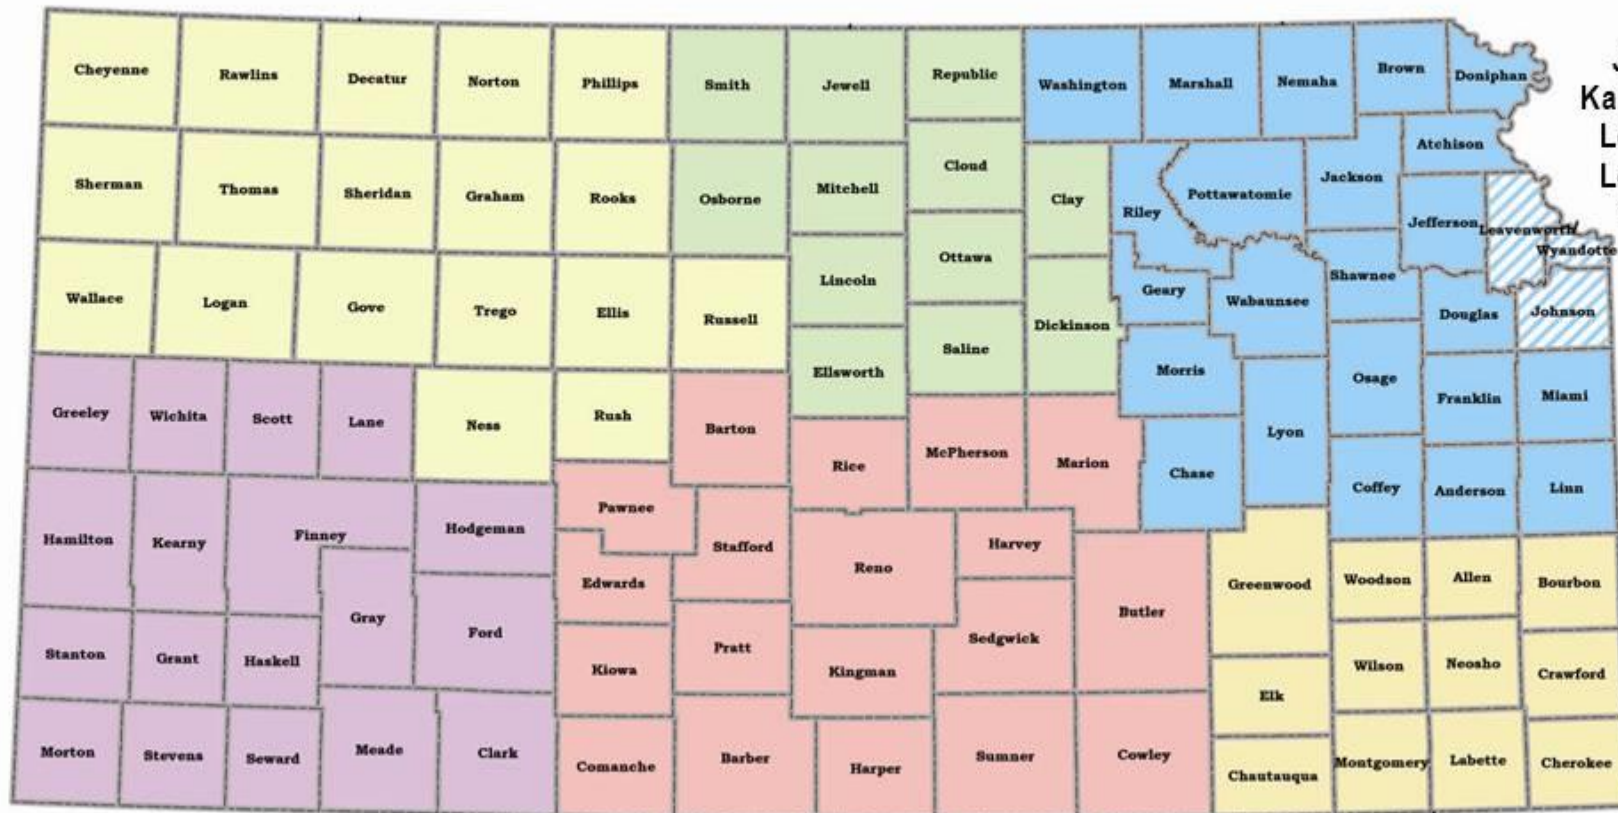 Cheyenne
Rawlins
Decatur
Norton
Phillips
Smith
Jewell
Republic
Washington
Marshall
Nemaha
Brown
Doniphan
Sherman
Thomas
Sheridan
Graham
Rooks
Osborne
Mitchell
Cloud
Clay
Riley
Pottawatomie
Jackson
Atchison
Jefferson
Leavenworth
Wyandotte
Wallace
Logan
Gove
Trego
Ellis
Russell
Lincoln
Ottawa
Dickinson
Geary
Wabaunsee
Shawnee
Douglas
Johnson
Greeley
Wichita
Scott
Lane
Ness
Rush
Barton
Ellsworth
Saline
Rice
McPherson
Marion
Morris
Chase
Lyon
Osage
Franklin
Miami
Coffey
Anderson
Linn
Hamilton
Kearny
Finney
Hodgeman
Pawnee
Edwards
Stafford
Reno
Harvey
Sedgwick
Butler
Greenwood
Woodson
Allen
Bourbon
Stanton
Grant
Haskell
Gray
Ford
Kiowa
Pratt
Kingman
Elk
Wilson
Neosho
Crawford
Morton
Stevens
Seward
Meade
Clark
Comanche
Barber
Harper
Sumner
Cowley
Chautauqua
Montgomery
Labette
Cherokee